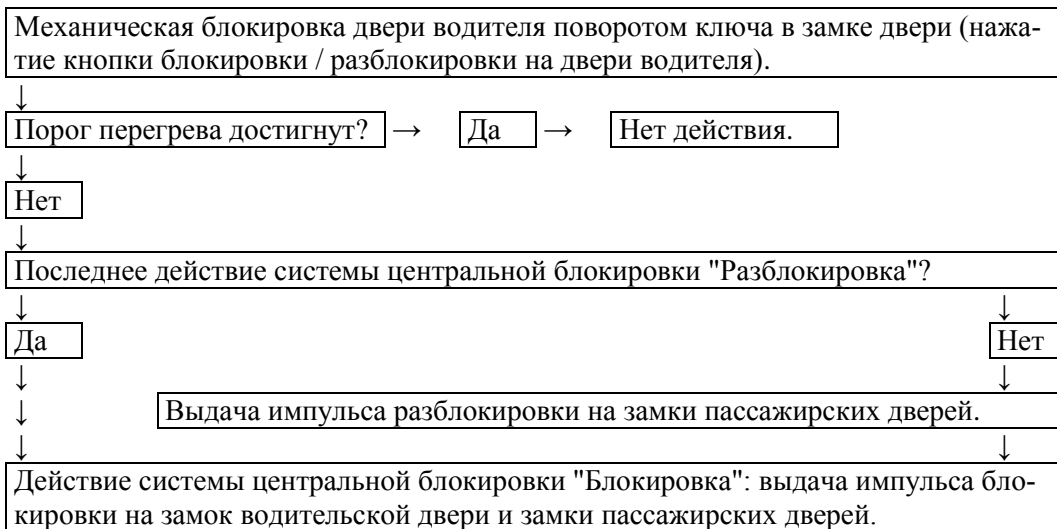 Механическая блокировка двери водителя поворотом ключа в замке двери (нажа-
тие кнопки блокировки / разблокировки на двери водителя).
↓
Порог перегрева достигнут? → Да → Нет действия.
↓
Нет
↓
Последнее действие системы центральной блокировки "Разблокировка"?
↓ ↓
Да Нет
↓ ↓
↓ Выдача импульса разблокировки на замки пассажирских дверей.
↓ ↓
Действие системы центральной блокировки "Блокировка": выдача импульса бло-
кировки на замок водительской двери и замки пассажирских дверей.